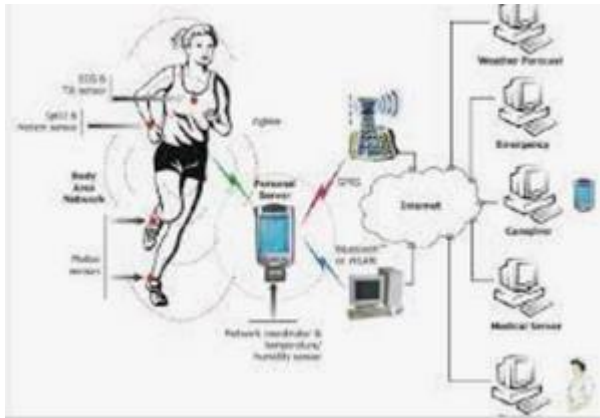 ECG &
Tilt sensor
SpO2 &
Motion sensor
Body
Area
Network
Motion
sensors
ZigBee
Personal
Server
GPRS
Bluetooth
or WLAN
Network coordinator &
temperature/
humidity sensor
Internet
Weather Forecast
Emergency
Caregiver
Medical Server